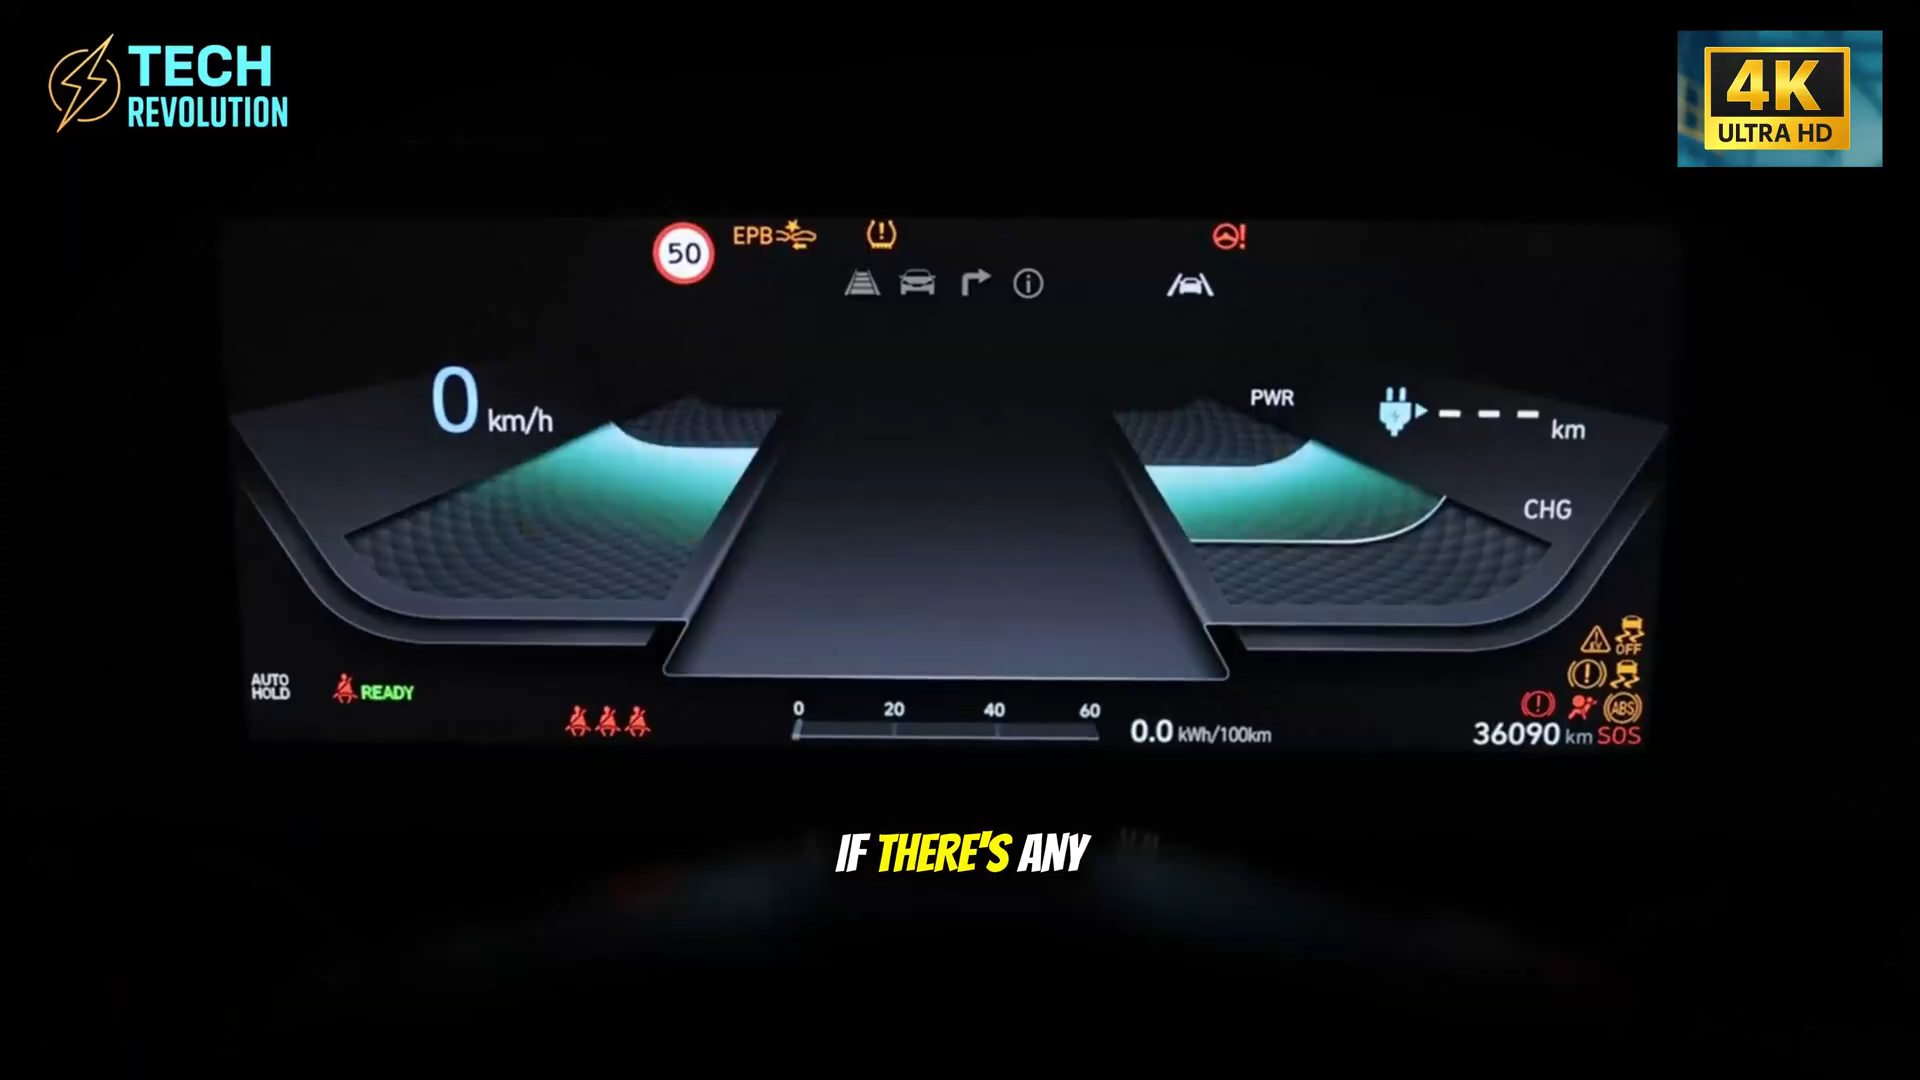 TECH
REVOLUTION
4K
ULTRA HD
50
EPB
0 km/h
PWR
--- km
CHG
OFF
EV
AUTO
HOLD
READY
0 20 40 60
0.0 kWh/100km
ABS
36090 km SOS
IF THERE'S ANY